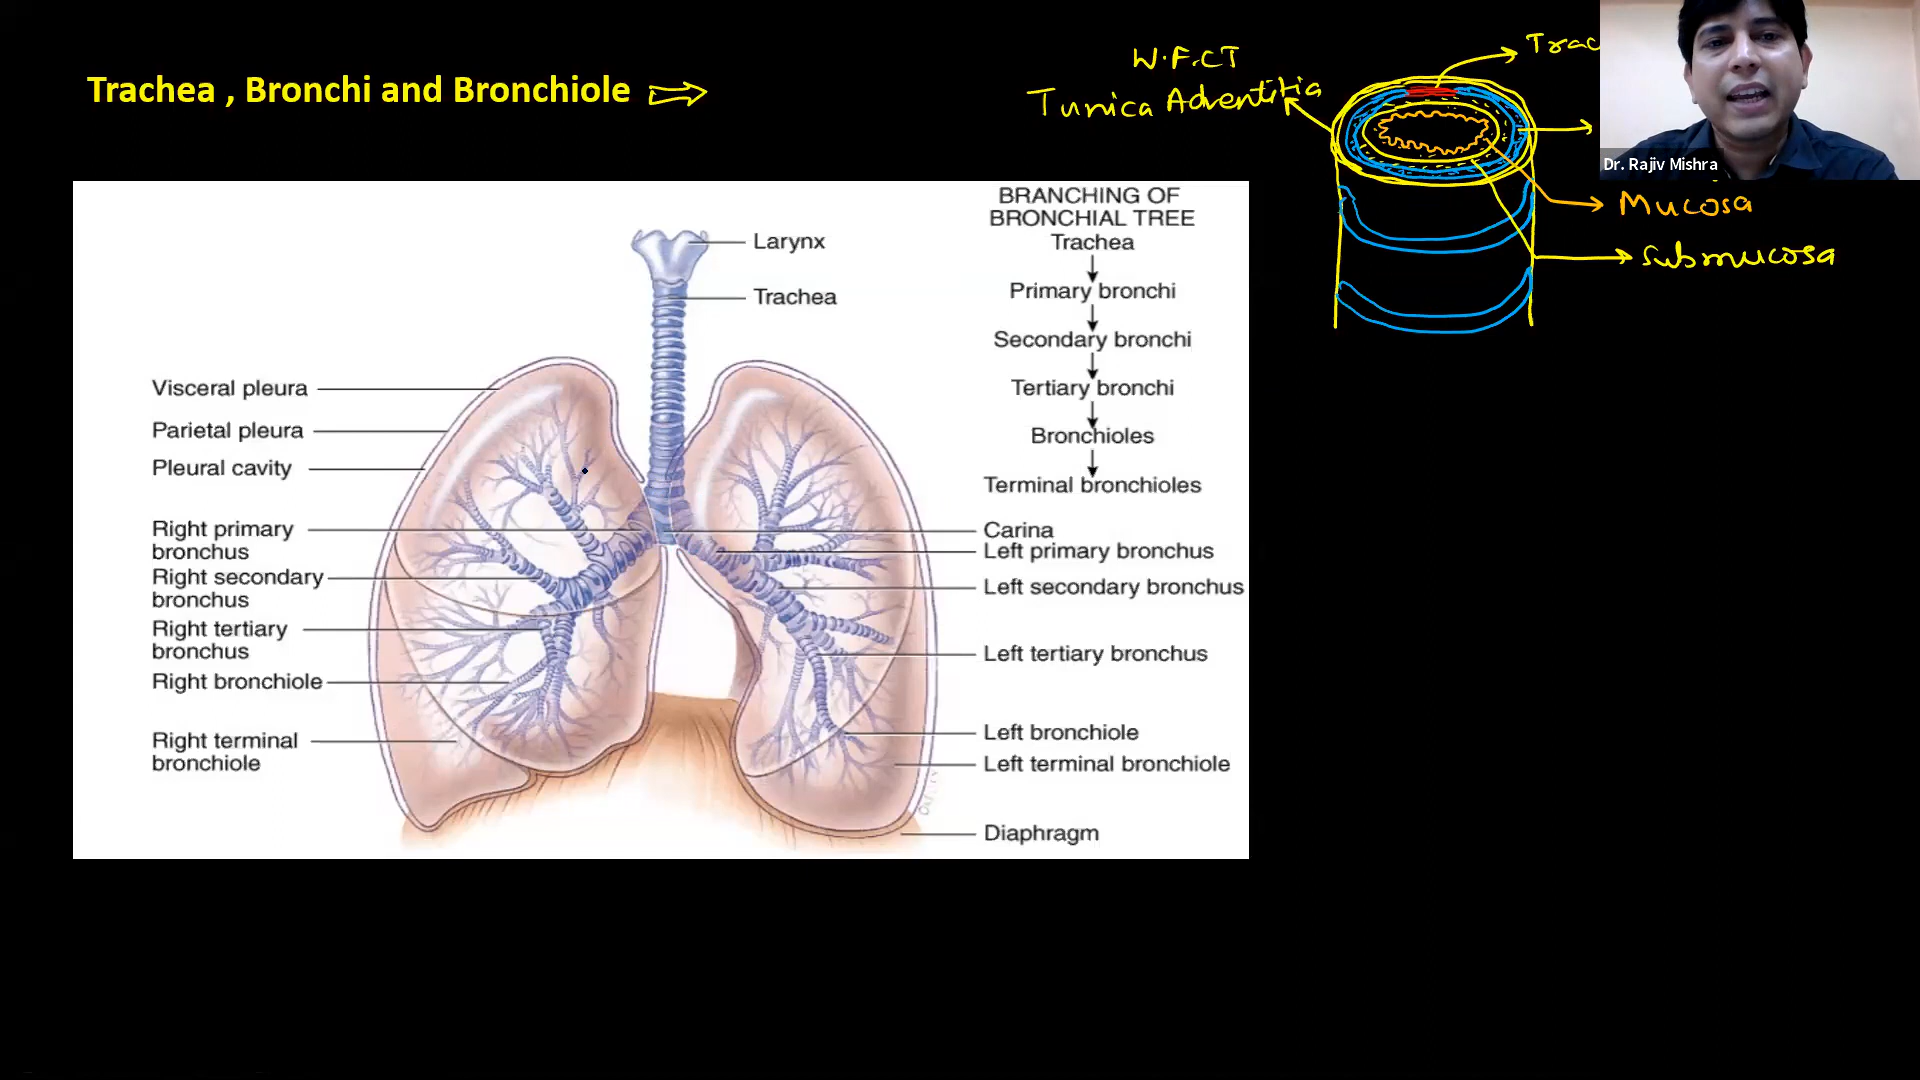 Trachea , Bronchi and Bronchiole
W.F.CT
Tunica Adventitia
Dr. Rajiv Mishra
Mucosa
Submucosa
BRANCHING OF
BRONCHIAL TREE
Trachea
Primary bronchi
Secondary bronchi
Tertiary bronchi
Bronchioles
Terminal bronchioles
Larynx
Trachea
Visceral pleura
Parietal pleura
Pleural cavity
Right primary
bronchus
Right secondary
bronchus
Right tertiary
bronchus
Right bronchiole
Right terminal
bronchiole
Carina
Left primary bronchus
Left secondary bronchus
Left tertiary bronchus
Left bronchiole
Left terminal bronchiole
Diaphragm